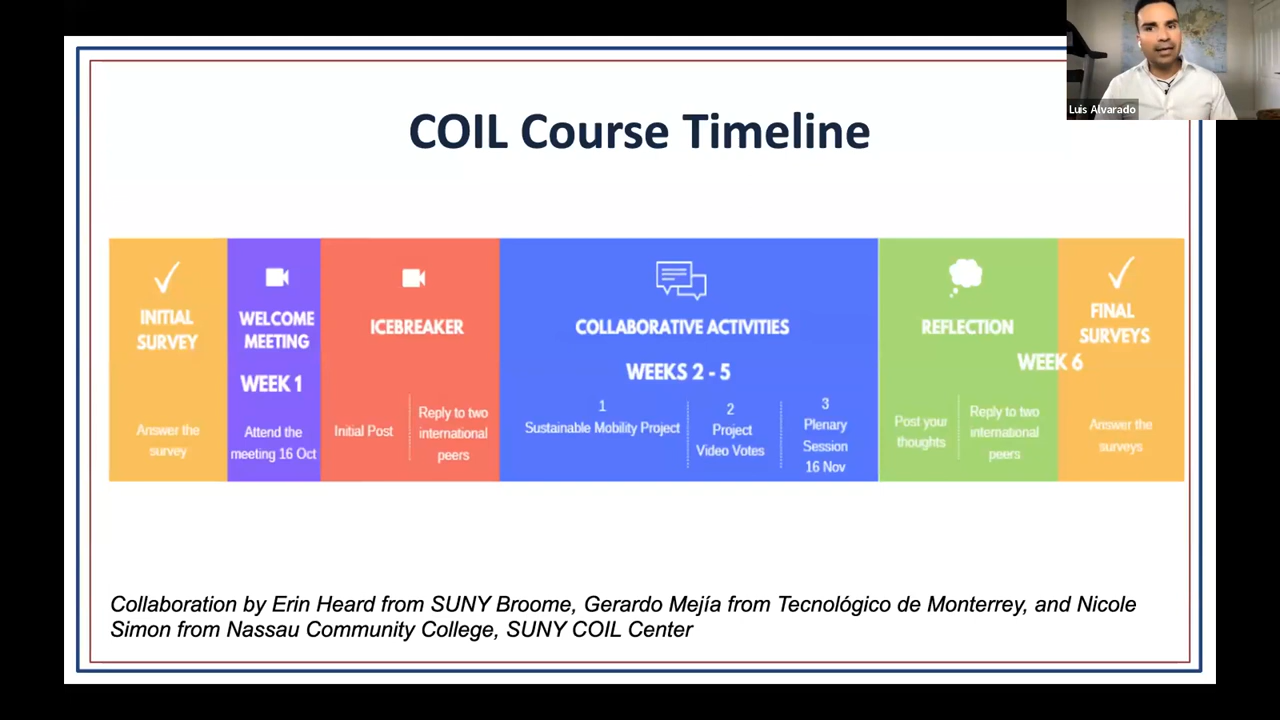 Luis Alvarado
COIL Course Timeline
INITIAL
SURVEY
Answer the
survey
WELCOME
MEETING
WEEK 1
Attend the
meeting 16 Oct
ICEBREAKER
Initial Post
Reply to two
international
peers
COLLABORATIVE ACTIVITIES
WEEKS 2 - 5
1
Sustainable Mobility Project
2
Project
Video Votes
3
Plenary
Session
16 Nov
REFLECTION
Post your
thoughts
Reply to two
international
peers
WEEK 6
FINAL
SURVEYS
Answer the
surveys
Collaboration by Erin Heard from SUNY Broome, Gerardo Mejía from Tecnológico de Monterrey, and Nicole
Simon from Nassau Community College, SUNY COIL Center